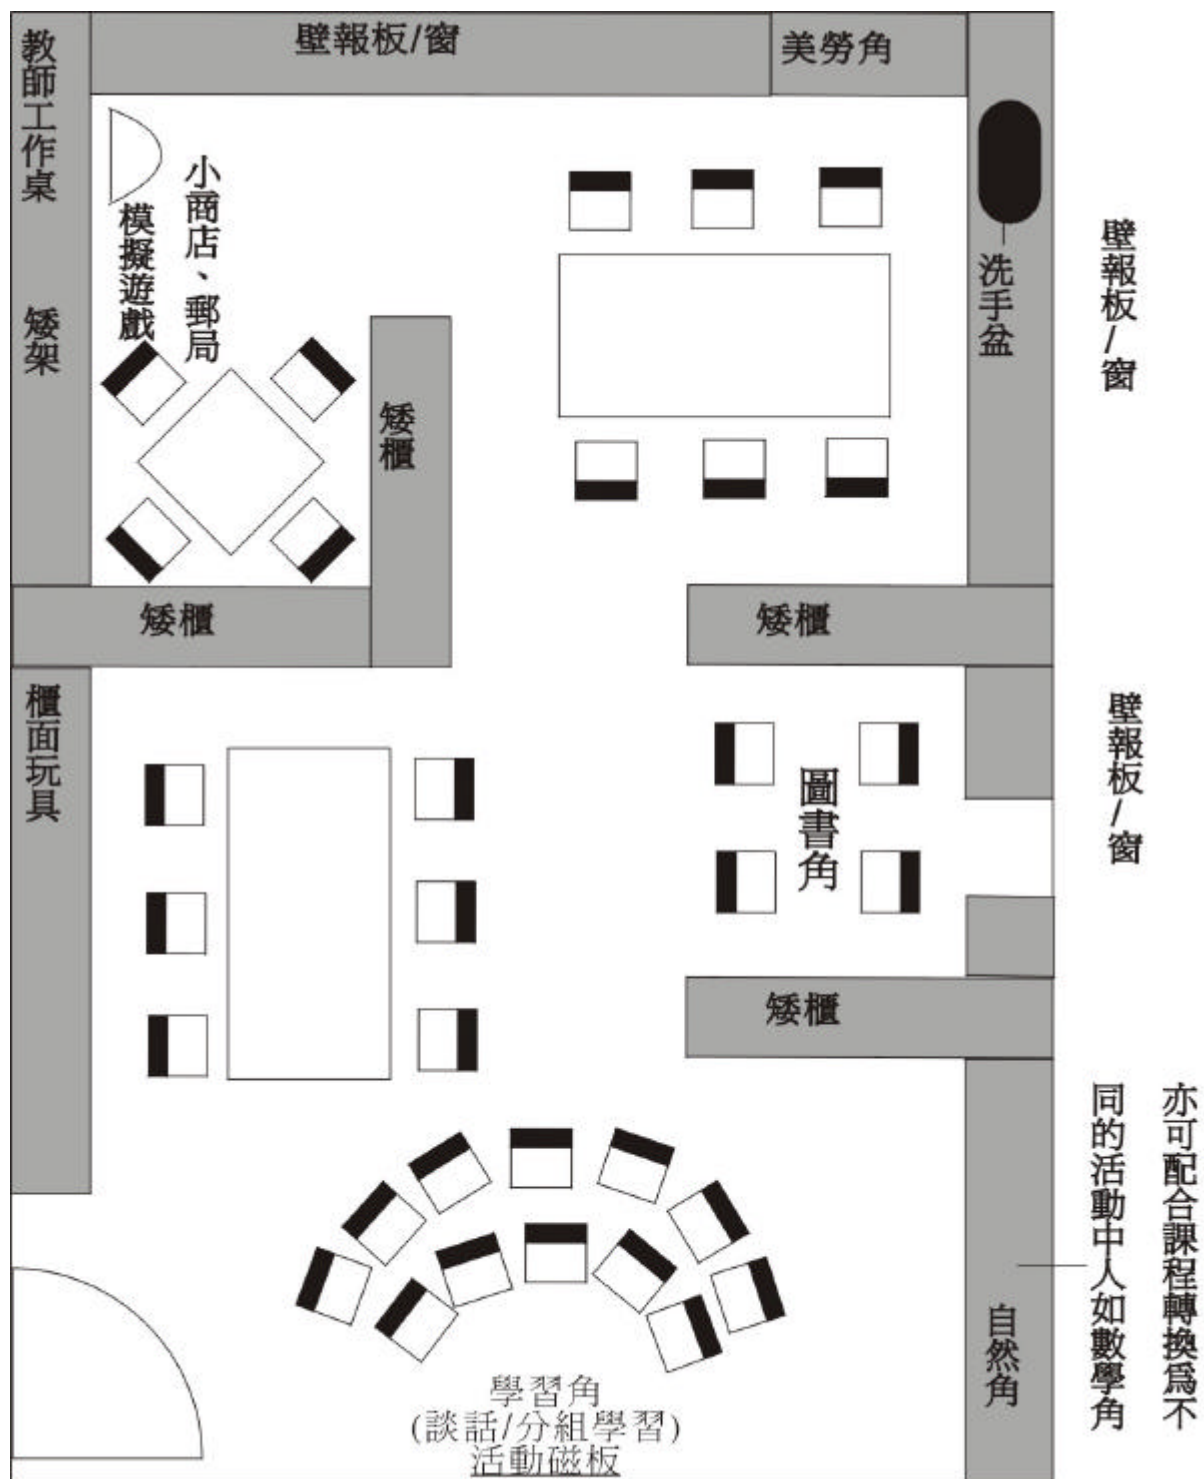 壁報板/窗
美勞角
教師工作桌
矮架
小商店、郵局
模擬遊戲
洗手盆
壁報板/窗
矮櫃
矮櫃
矮櫃
櫃面玩具
圖書角
壁報板/窗
矮櫃
亦可配合課程轉換爲不
同的活動中人如數學角
自然角
學習角
(談話/分組學習)
活動磁板